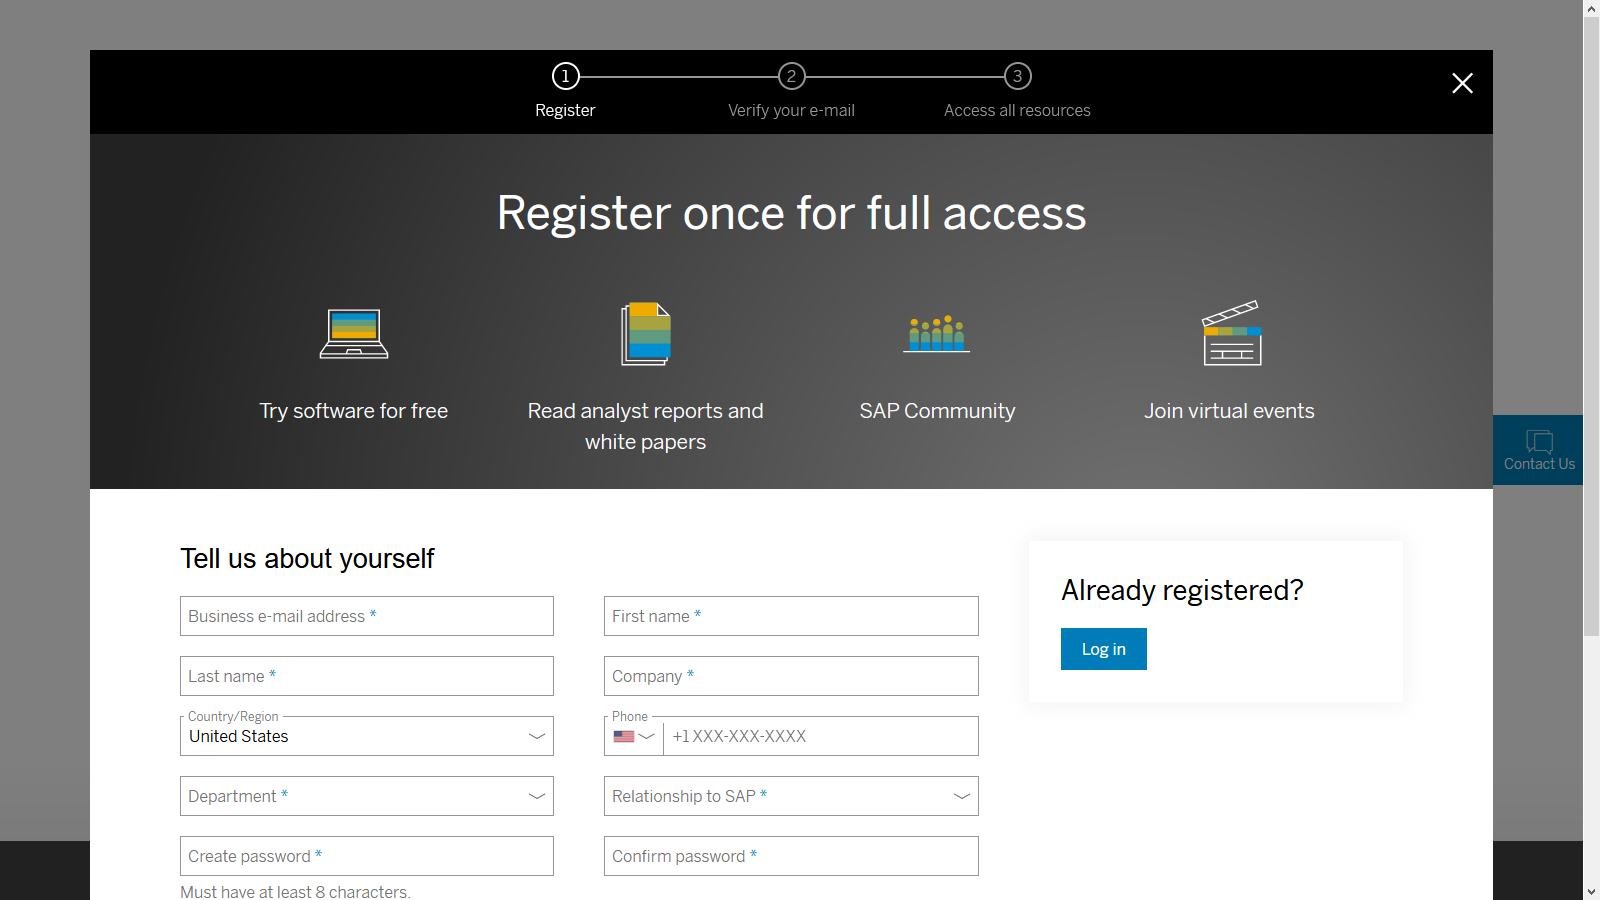 1
2
3
Register
Verify your e-mail
Access all resources
Register once for full access
Try software for free
Read analyst reports and
white papers
SAP Community
Join virtual events
Contact Us
Tell us about yourself
Business e-mail address *
First name *
Last name *
Company *
Country/Region
United States
Phone
+1 XXX-XXX-XXXX
Department *
Relationship to SAP *
Create password *
Confirm password *
Must have at least 8 characters.
Already registered?
Log in